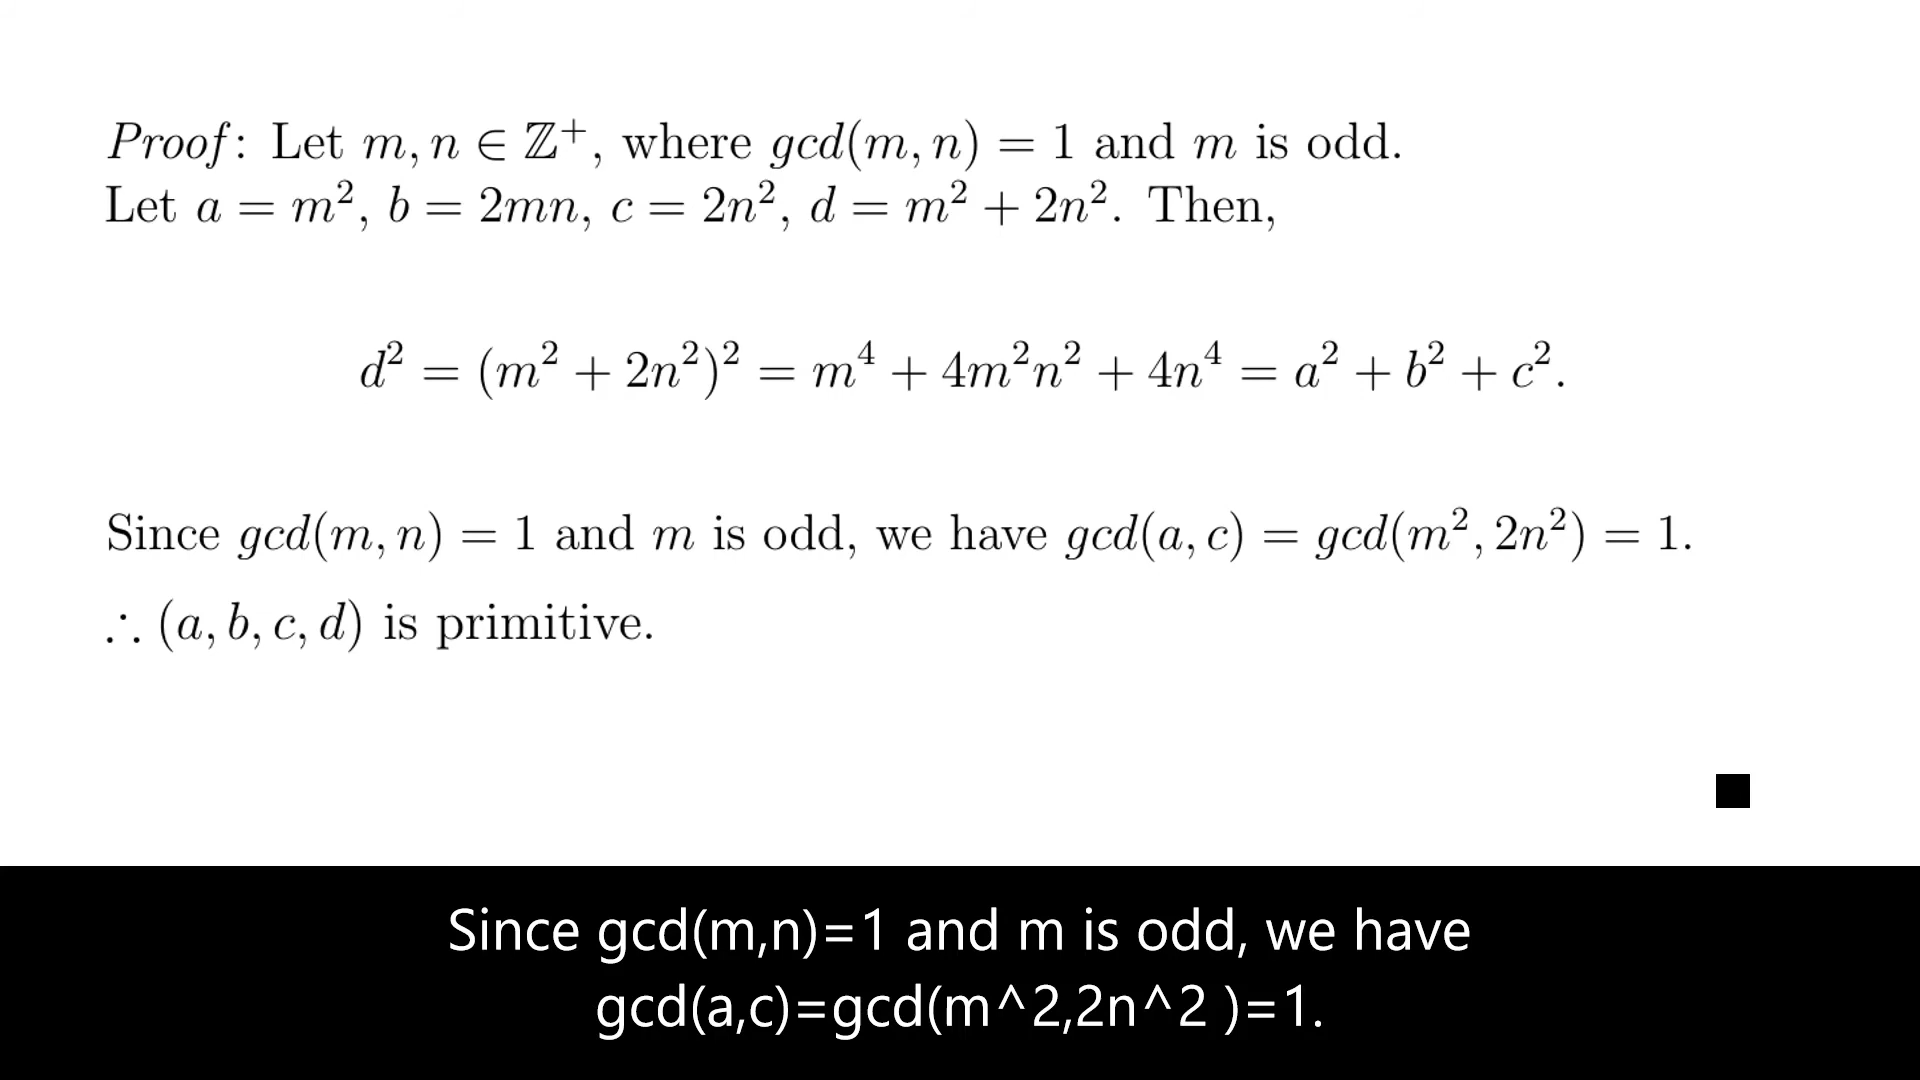 Proof: Let m, n ∈ ℤ⁺, where gcd(m, n) = 1 and m is odd.
Let a = m², b = 2mn, c = 2n², d = m² + 2n². Then,
d² = (m² + 2n²)² = m⁴ + 4m²n² + 4n⁴ = a² + b² + c².
Since gcd(m, n) = 1 and m is odd, we have gcd(a, c) = gcd(m², 2n²) = 1.
∴ (a, b, c, d) is primitive.
■
Since gcd(m,n)=1 and m is odd, we have
gcd(a,c)=gcd(m^2,2n^2 )=1.